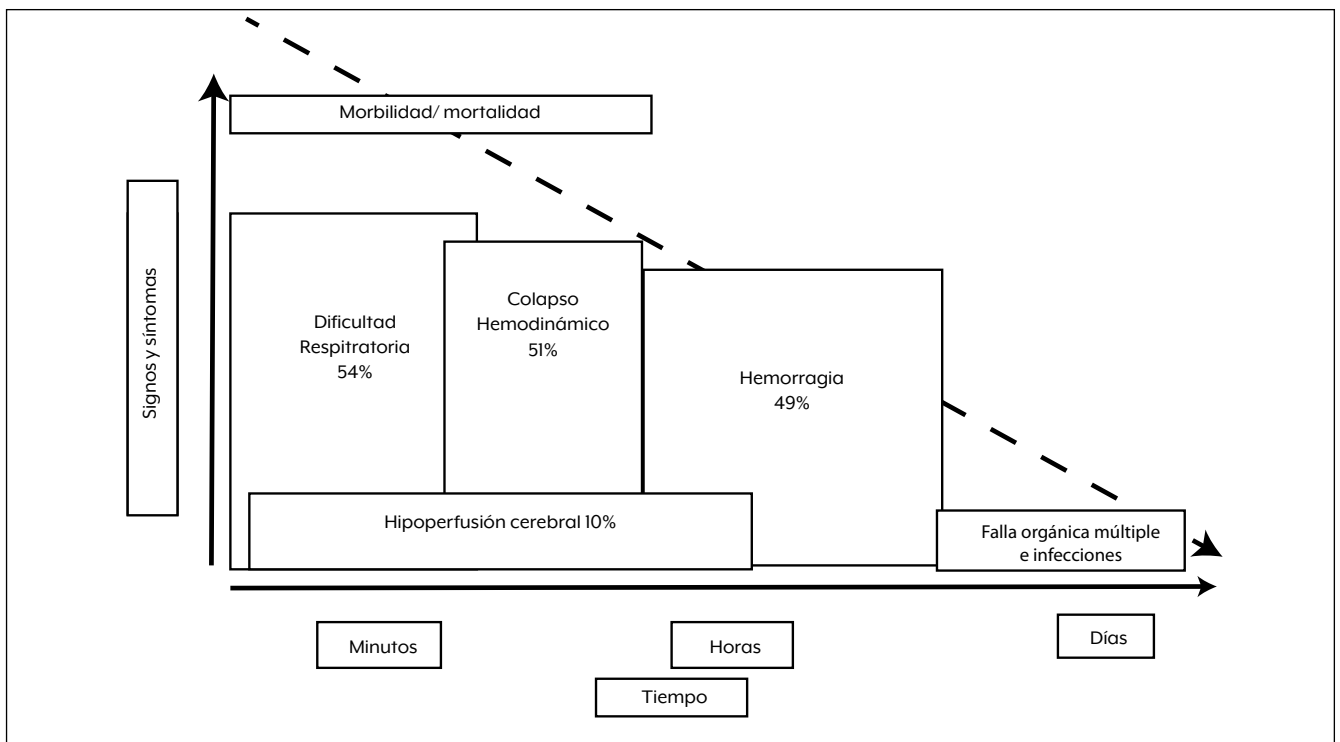 Morbilidad/ mortalidad
Signos y síntomas
Dificultad
Respitratoria
54%
Colapso
Hemodinámico
51%
Hemorragia
49%
Hipoperfusión cerebral 10%
Falla orgánica múltiple
e infecciones
Minutos
Horas
Días
Tiempo